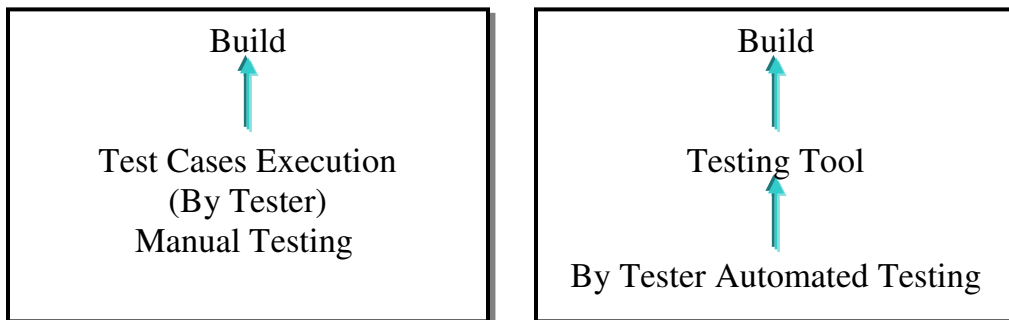 Build
Test Cases Execution
(By Tester)
Manual Testing
Build
Testing Tool
By Tester Automated Testing